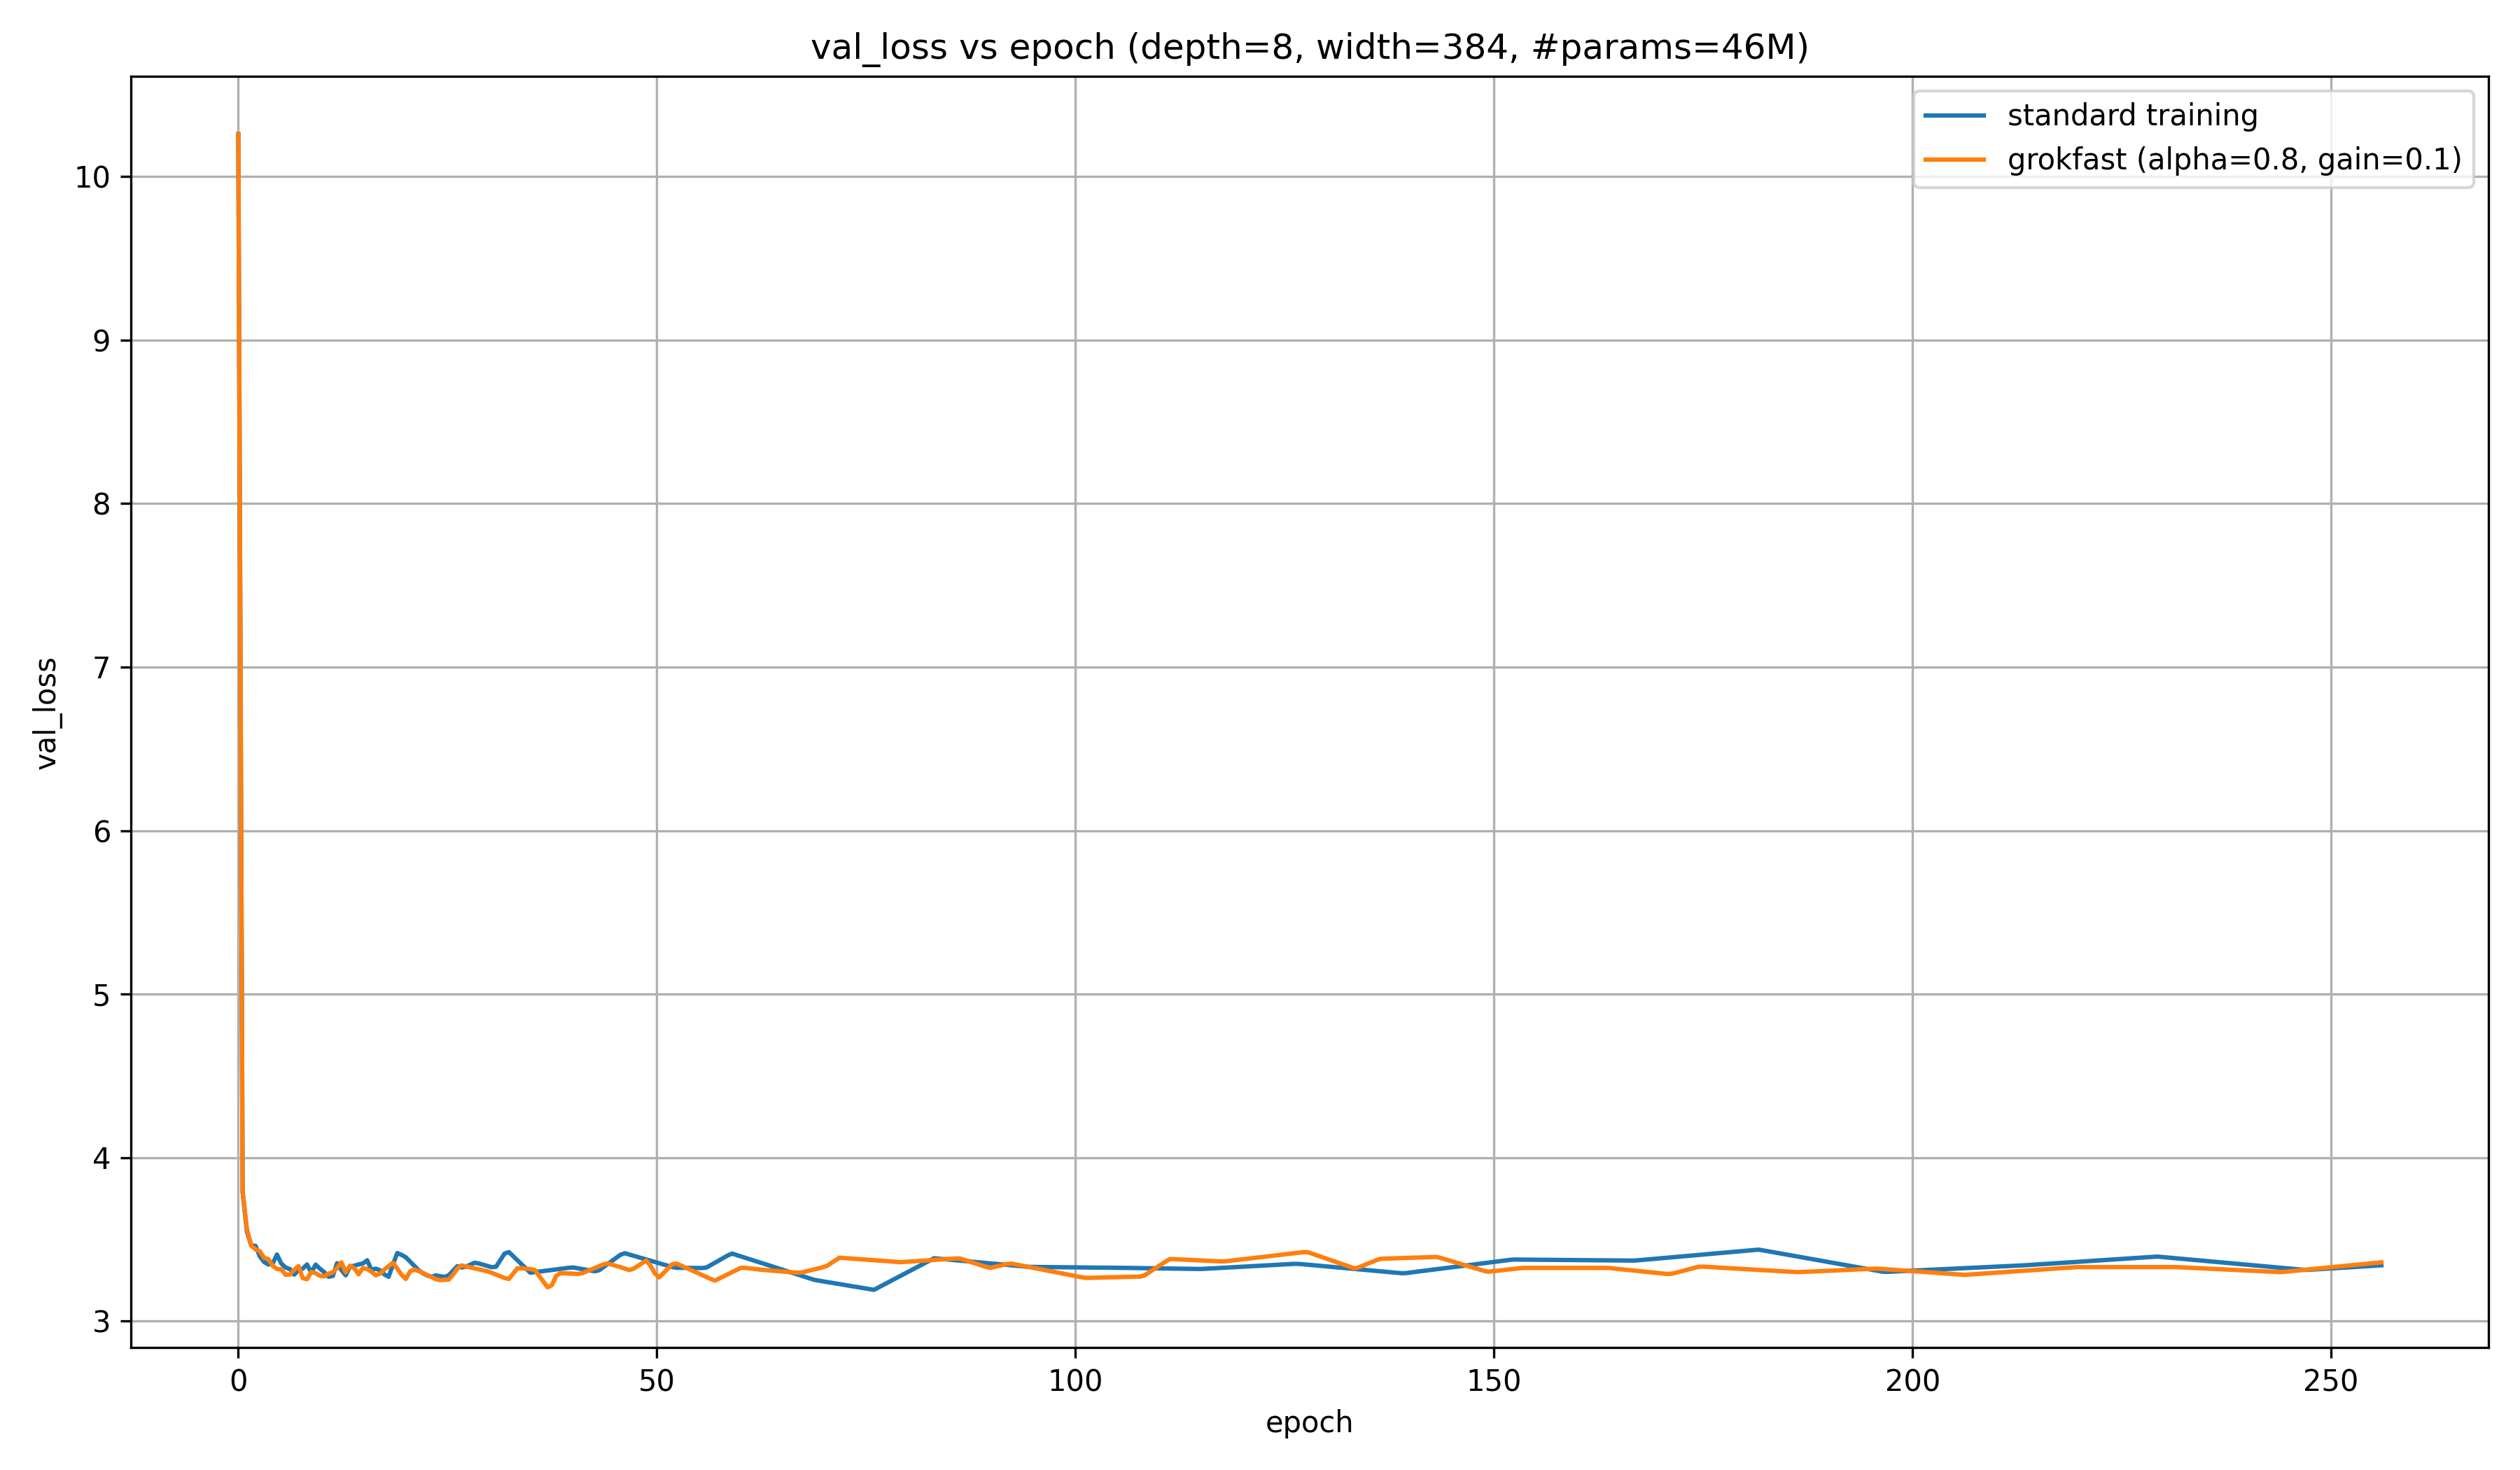 val_loss vs epoch (depth=8, width=384, #params=46M)
standard training
grokfast (alpha=0.8, gain=0.1)
10
9
8
7
6
5
4
3
val_loss
0 50 100 150 200 250
epoch